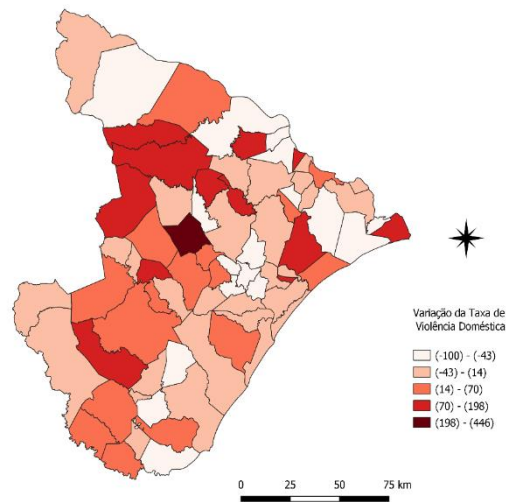 Variação da Taxa de
Violência Doméstica
(-100) - (-43)
(-43) - (14)
(14) - (70)
(70) - (198)
(198) - (446)
0 25 50 75 km